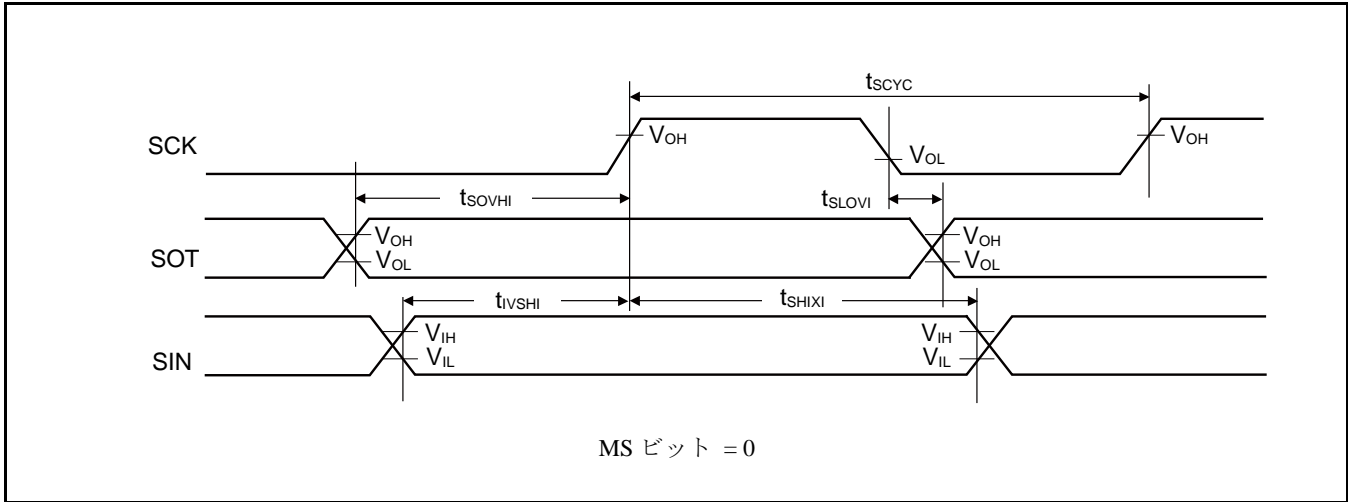 tSCYC
SCK
VOH
VOL
VOH
tSOVHI
tSLOVI
SOT
VOH
VOL
VOH
VOL
tIVSHI
tSHIXI
SIN
VIH
VIL
VIH
VIL
MS ビット = 0